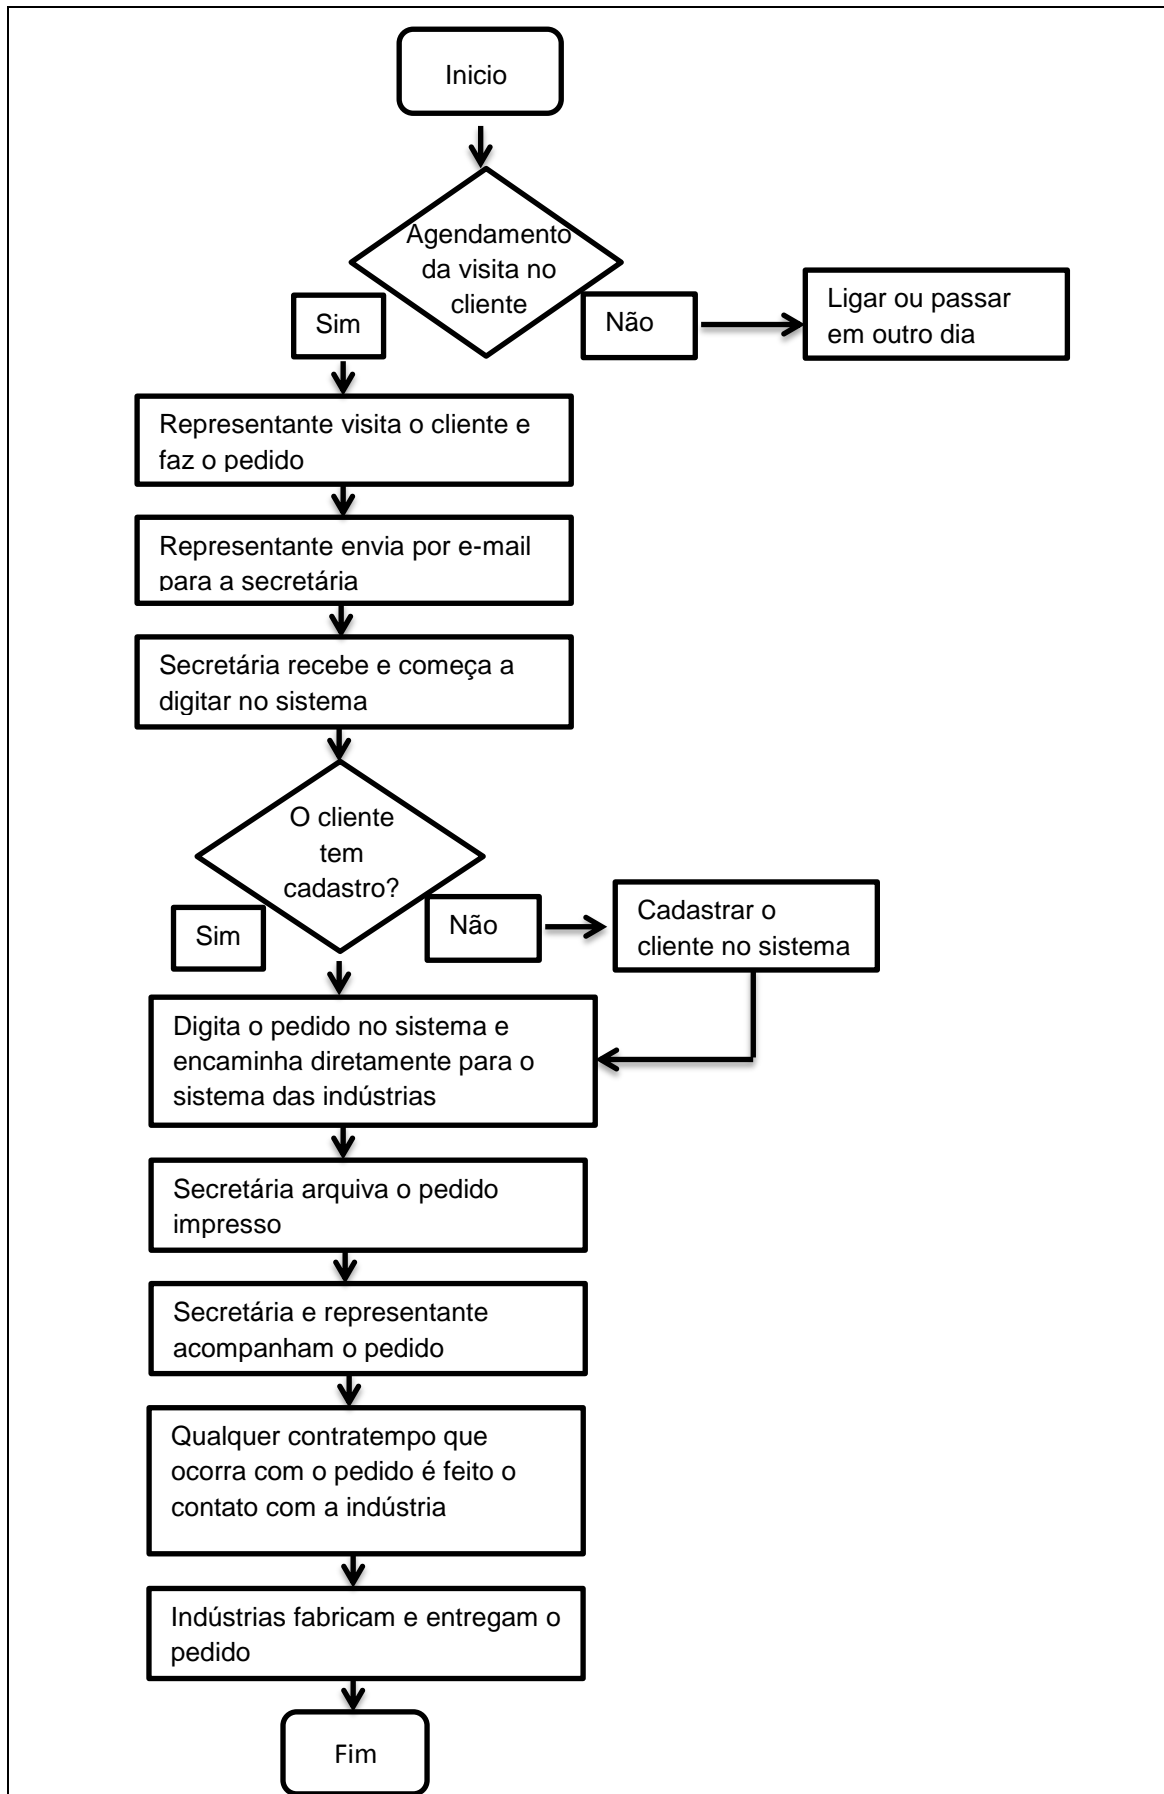 Inicio
Agendamento
da visita no
cliente
Sim
Não
Ligar ou passar
em outro dia
Representante visita o cliente e
faz o pedido
Representante envia por e-mail
para a secretária
Secretária recebe e começa a
digitar no sistema
O cliente
tem
cadastro?
Sim
Não
Cadastrar o
cliente no sistema
Digita o pedido no sistema e
encaminha diretamente para o
sistema das indústrias
Secretária arquiva o pedido
impresso
Secretária e representante
acompanham o pedido
Qualquer contratempo que
ocorra com o pedido é feito o
contato com a indústria
Indústrias fabricam e entregam o
pedido
Fim